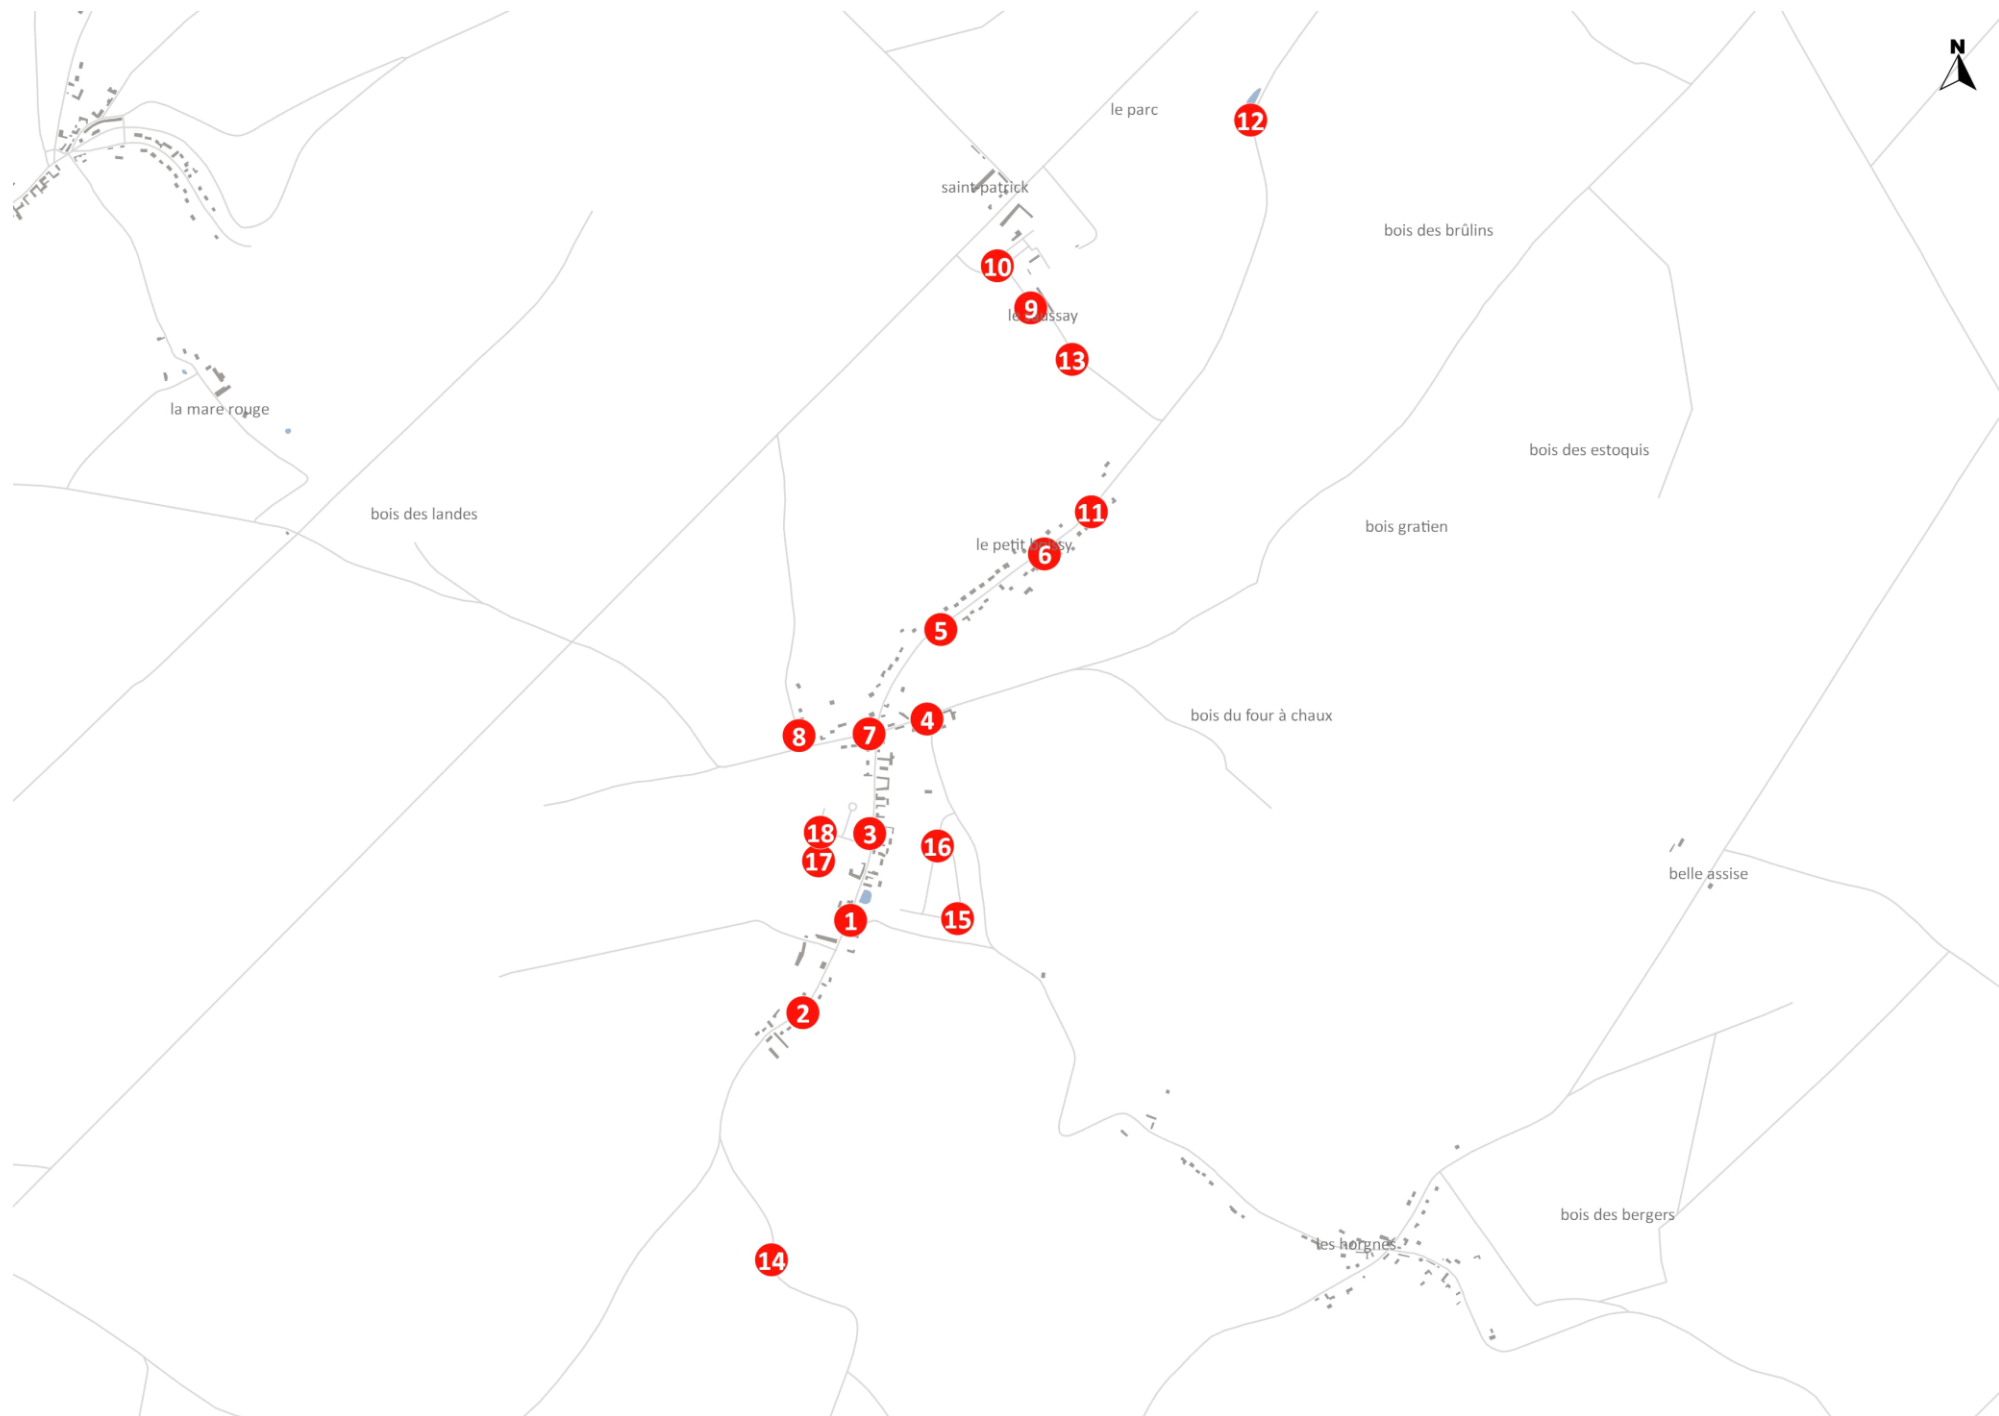 N
le parc
12
saint patrick
bois des brûlins
10
9
13
la mare rouge
bois des estoquis
bois des landes
11
bois gratien
le petit
6
5
bois du four à chaux
4
7
8
18
3
16
17
belle assise
15
1
2
bois des bergers
les horgnes
14